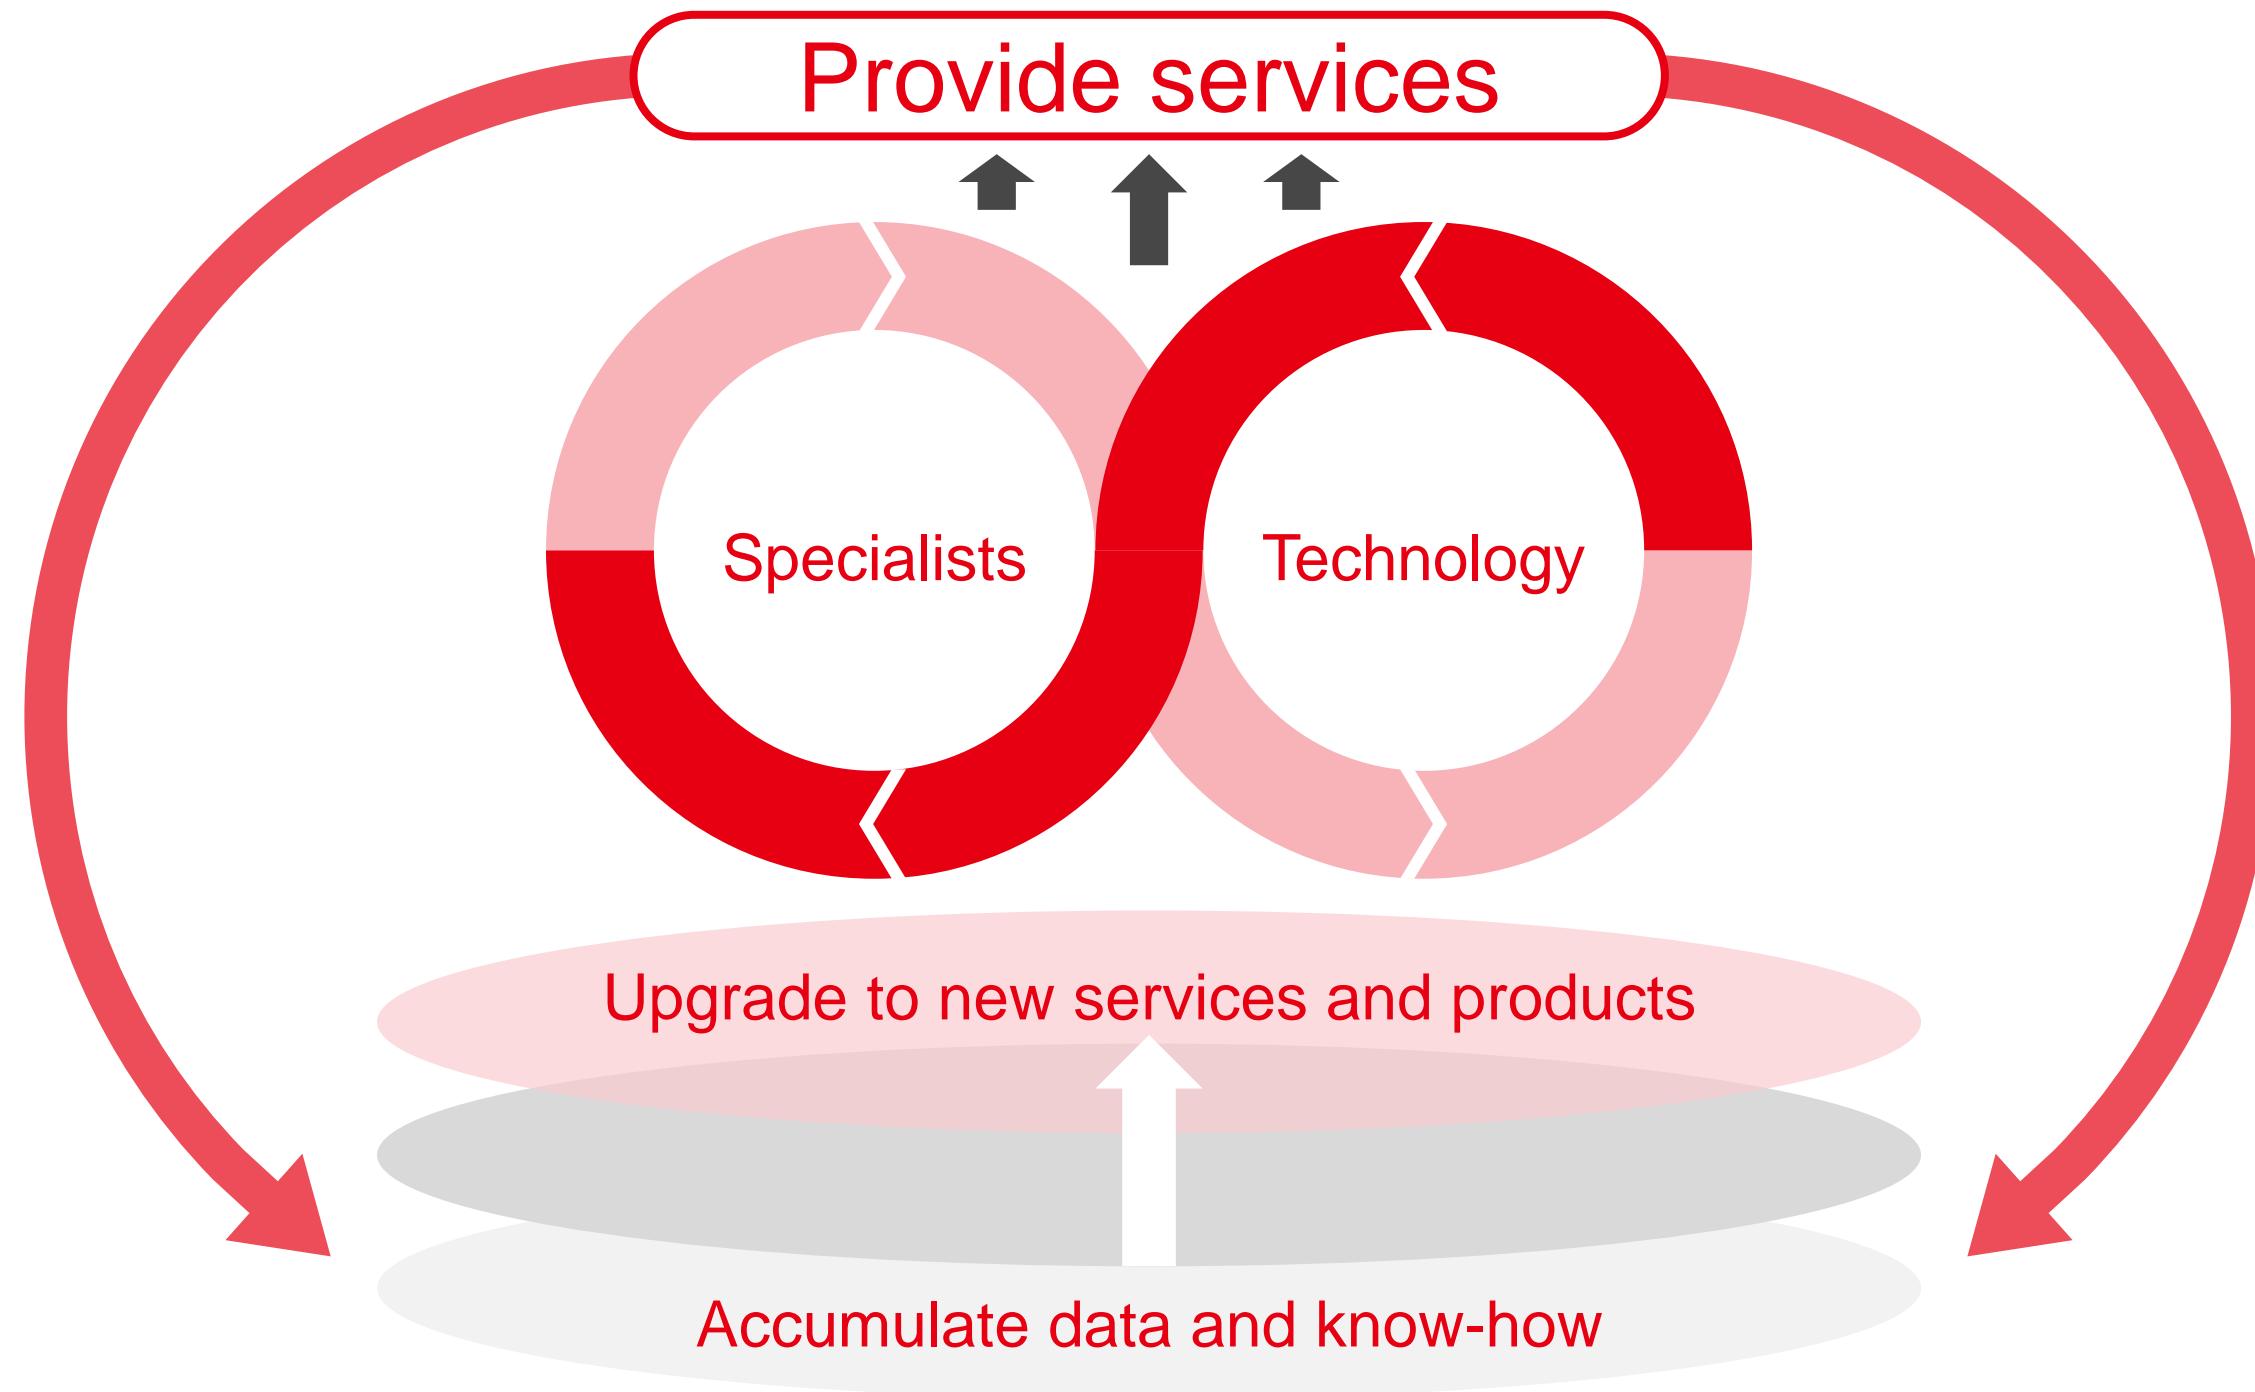 Provide services
Specialists
Technology
Upgrade to new services and products
Accumulate data and know-how